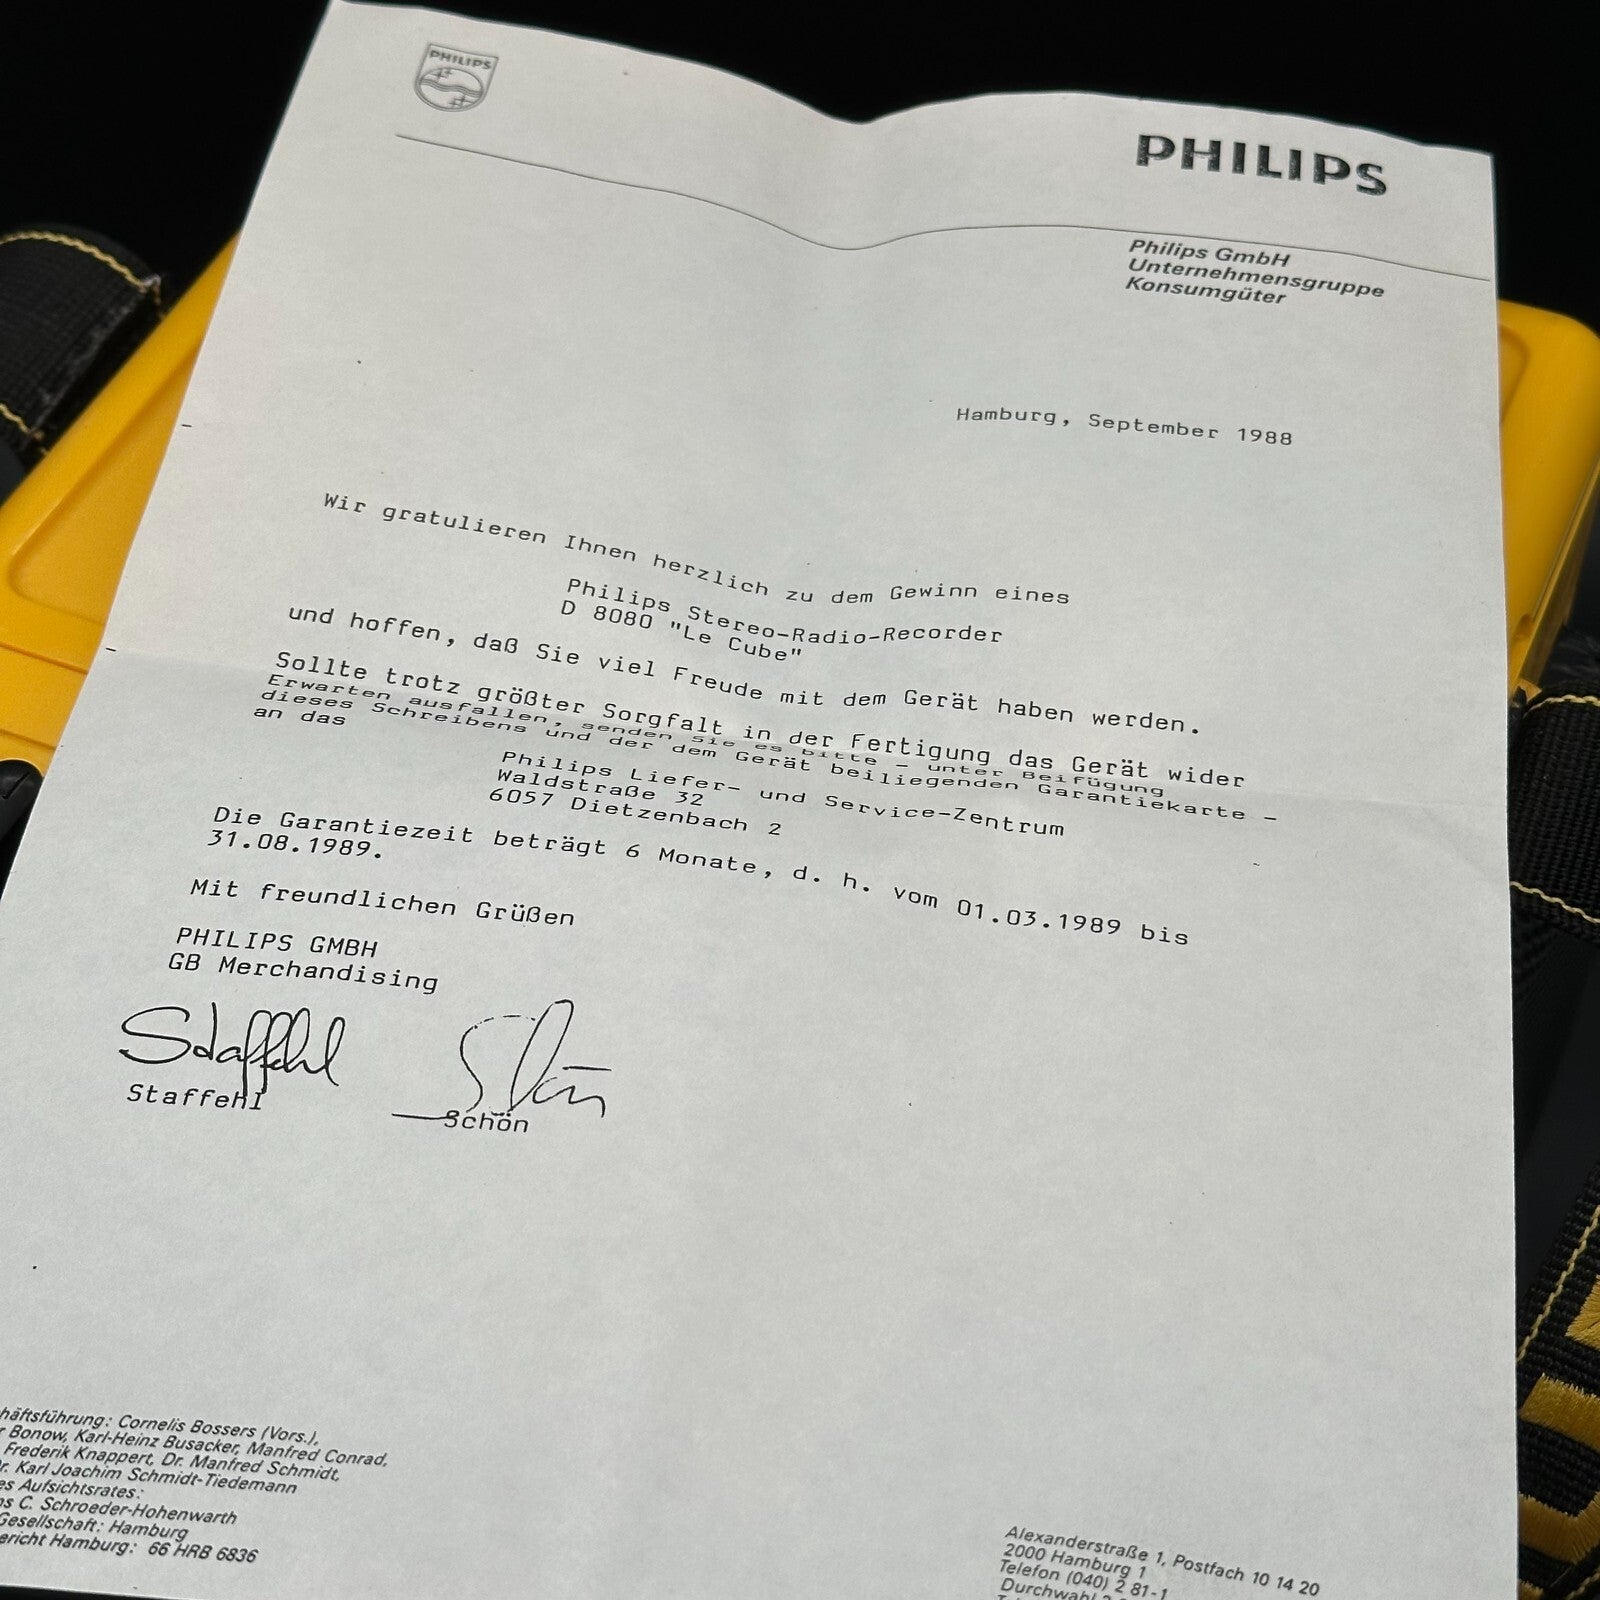 PHILIPS
PHILIPS
Philips GmbH
Unternehmensgruppe
Konsumgüter
Hamburg, September 1988
Wir gratulieren Ihnen herzlich zu dem Gewinn eines
Philips Stereo-Radio-Recorder
D 8080 "Le Cube"
und hoffen, daß Sie viel Freude mit dem Gerät haben werden.
Sollte trotz größter Sorgfalt in der Fertigung das Gerät wider
Erwarten ausfallen, senden sie es bitte - unter Beifügung
dieses Schreibens und der dem Gerät beiliegenden Garantiekarte -
an das
Philips Liefer- und Service-Zentrum
Waldstraße 32
6057 Dietzenbach 2
Die Garantiezeit beträgt 6 Monate, d. h. vom 01.03.1989 bis
31.08.1989.
Mit freundlichen Grüßen
PHILIPS GMBH
GB Merchandising
Staffehl
Staffehl Schön
häftsführung: Cornelis Bossers (Vors.),
r Bonow, Karl-Heinz Busacker, Manfred Conrad,
Frederik Knappert, Dr. Manfred Schmidt,
r. Karl Joachim Schmidt-Tiedemann
es Aufsichtsrates:
ns C. Schroeder-Hohenwarth
Gesellschaft: Hamburg
ericht Hamburg: 66 HRB 6836
Alexanderstraße 1, Postfach 10 14 20
2000 Hamburg 1
Telefon (040) 2 81-1
Durchwahl 2